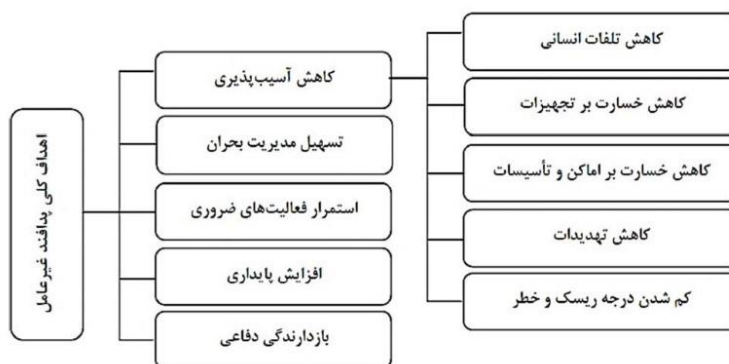 اهداف کلی پدافند غیرعامل
کاهش آسیب‌پذیری
تسهیل مدیریت بحران
استمرار فعالیت‌های ضروری
افزایش پایداری
بازدارندگی دفاعی
کاهش تلفات انسانی
کاهش خسارت بر تجهیزات
کاهش خسارت بر اماکن و تأسیسات
کاهش تهدیدات
کم شدن درجه ریسک و خطر